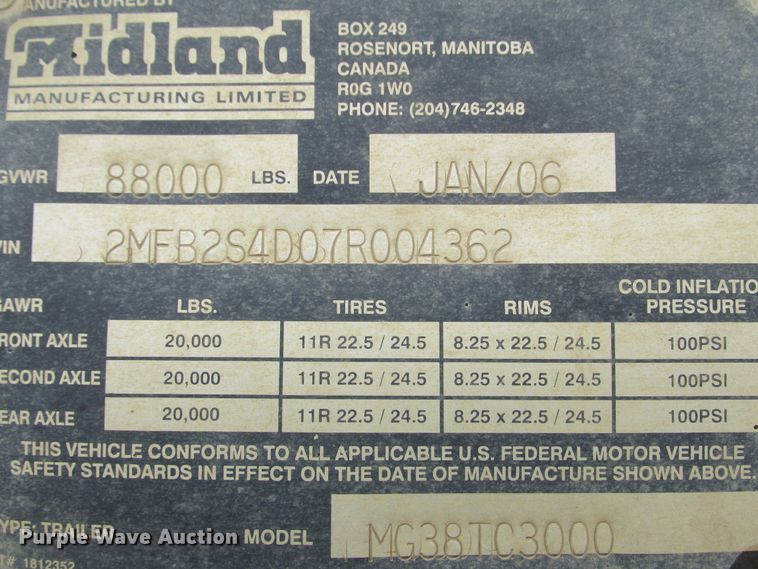 ANUFACTURED BY
Midland
MANUFACTURING LIMITED
BOX 249
ROSENORT, MANITOBA
CANADA
R0G 1W0
PHONE: (204)746-2348
GVWR 88000 LBS. DATE JAN/06
VIN 2MFB2S4D07R004362
GAWR LBS. TIRES RIMS COLD INFLATIO PRESSURE
FRONT AXLE 20,000 11R 22.5 / 24.5 8.25 x 22.5 / 24.5 100PSI
SECOND AXLE 20,000 11R 22.5 / 24.5 8.25 x 22.5 / 24.5 100PSI
REAR AXLE 20,000 11R 22.5 / 24.5 8.25 x 22.5 / 24.5 100PSI
THIS VEHICLE CONFORMS TO ALL APPLICABLE U.S. FEDERAL MOTOR VEHICLE
SAFETY STANDARDS IN EFFECT ON THE DATE OF MANUFACTURE SHOWN ABOVE.
TYPE: TRAILER MODEL MG38TC3000
Purple Wave Auction
T# 1812352